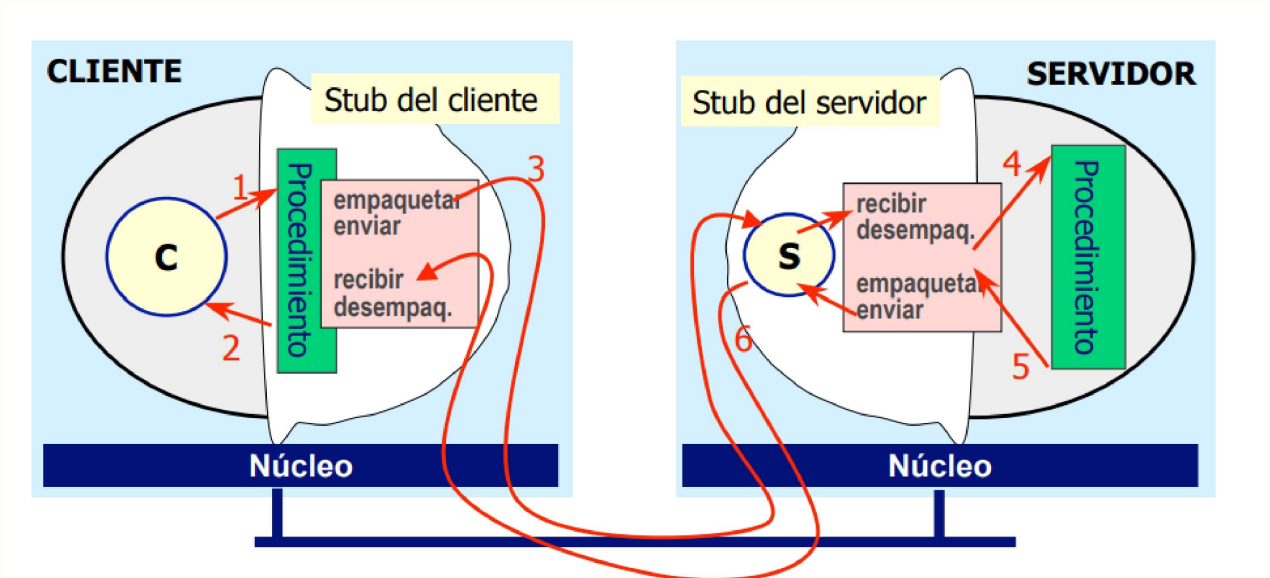 CLIENTE
Stub del cliente
1
C
2
Procedimiento
empaquetar
enviar
recibir
desempaq.
3
Núcleo
SERVIDOR
Stub del servidor
S
recibir
desempaq.
empaquetar
enviar
4
5
6
Procedimiento
Núcleo